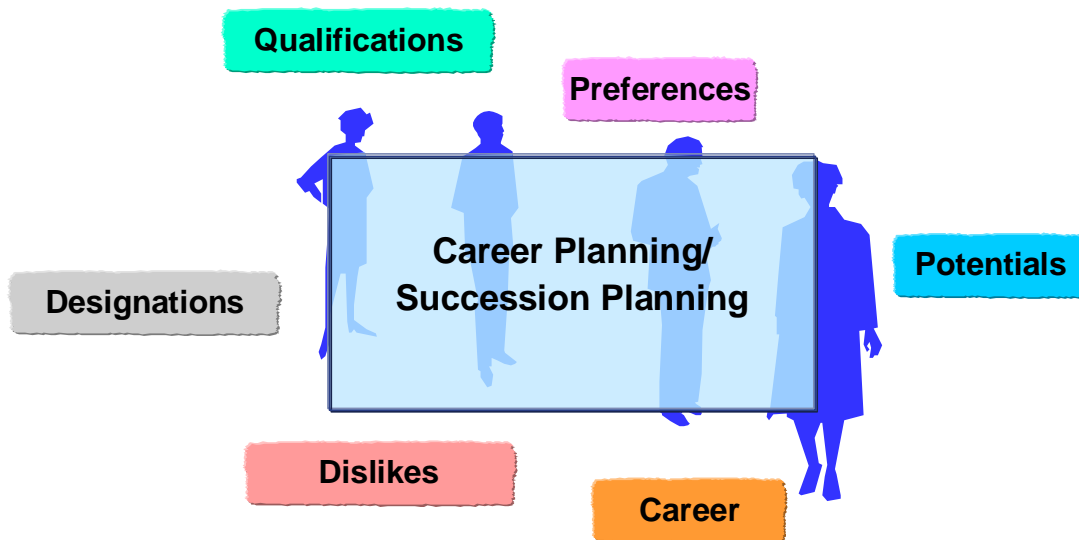 Qualifications
Preferences
Career Planning/
Succession Planning
Potentials
Designations
Dislikes
Career